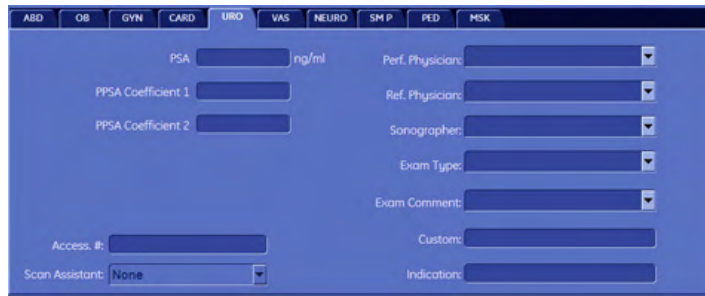 ABD OB GYN CARD URO VAS NEURO SM P PED MSK
PSA ng/ml
PPSA Coefficient 1
PPSA Coefficient 2
Access. #:
Scan Assistant: None
Perf. Physician:
Ref. Physician:
Sonographer:
Exam Type:
Exam Comment:
Custom:
Indication: